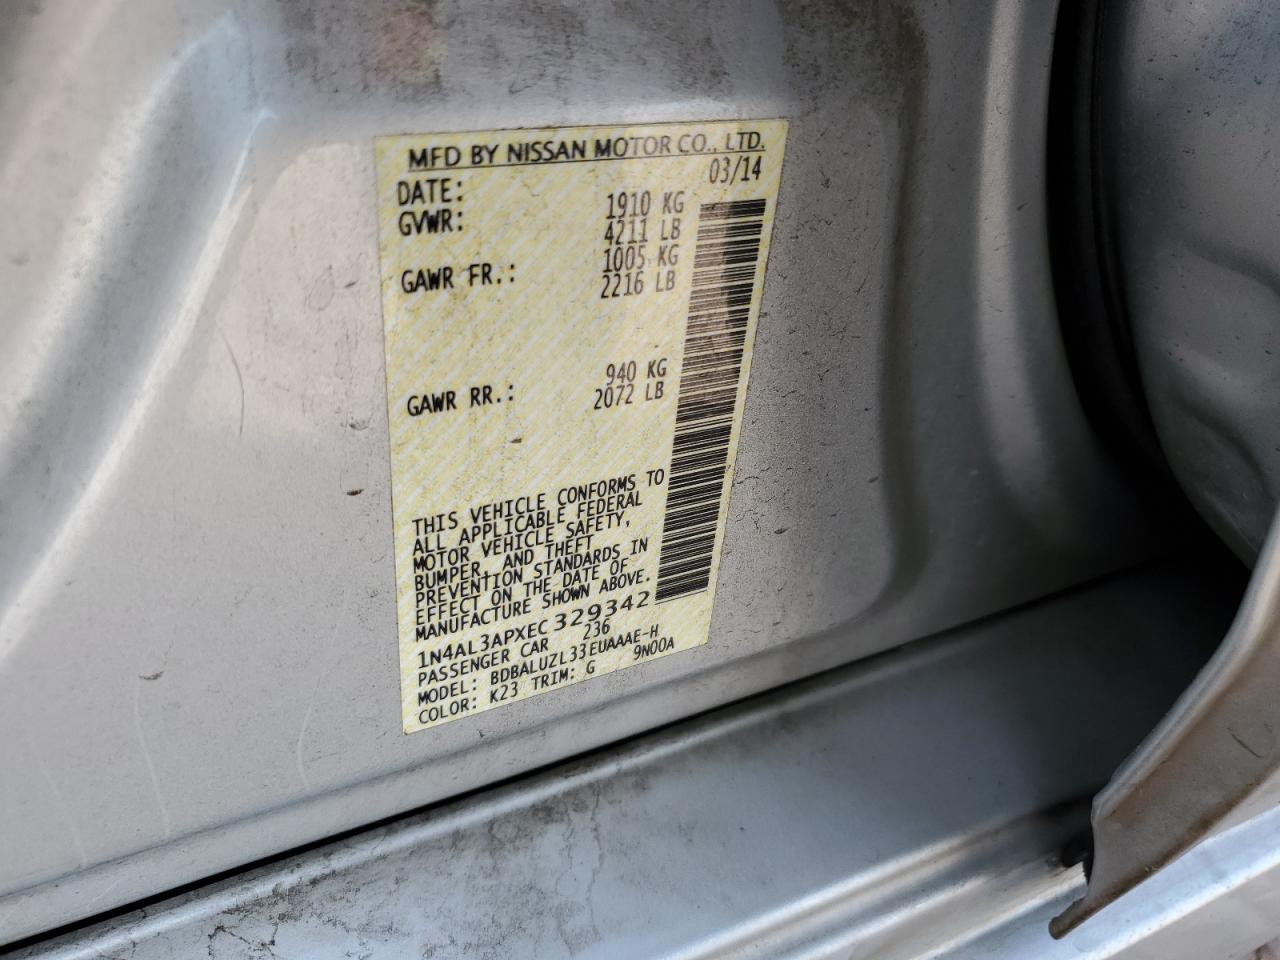 MFD BY NISSAN MOTOR CO., LTD.
DATE: 03/14
GVWR: 1910 KG
4211 LB
GAWR FR.: 1005 KG
2216 LB
GAWR RR.: 940 KG
2072 LB
THIS VEHICLE CONFORMS TO
ALL APPLICABLE FEDERAL
MOTOR VEHICLE SAFETY,
BUMPER, AND THEFT
PREVENTION STANDARDS IN
EFFECT ON THE DATE OF
MANUFACTURE SHOWN ABOVE.
1N4AL3APXEC329342
PASSENGER CAR 236
MODEL: BDBALUZL33EUAAAE-H
COLOR: K23 TRIM: G 9N00A